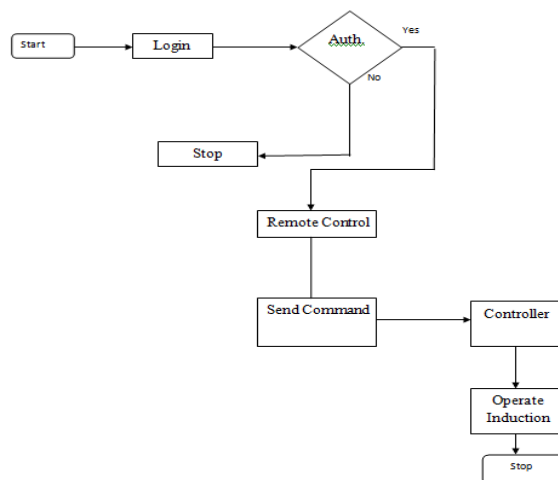 Start
Login
Auth.
Yes
No
Stop
Remote Control
Send Command
Controller
Operate
Induction
Stop